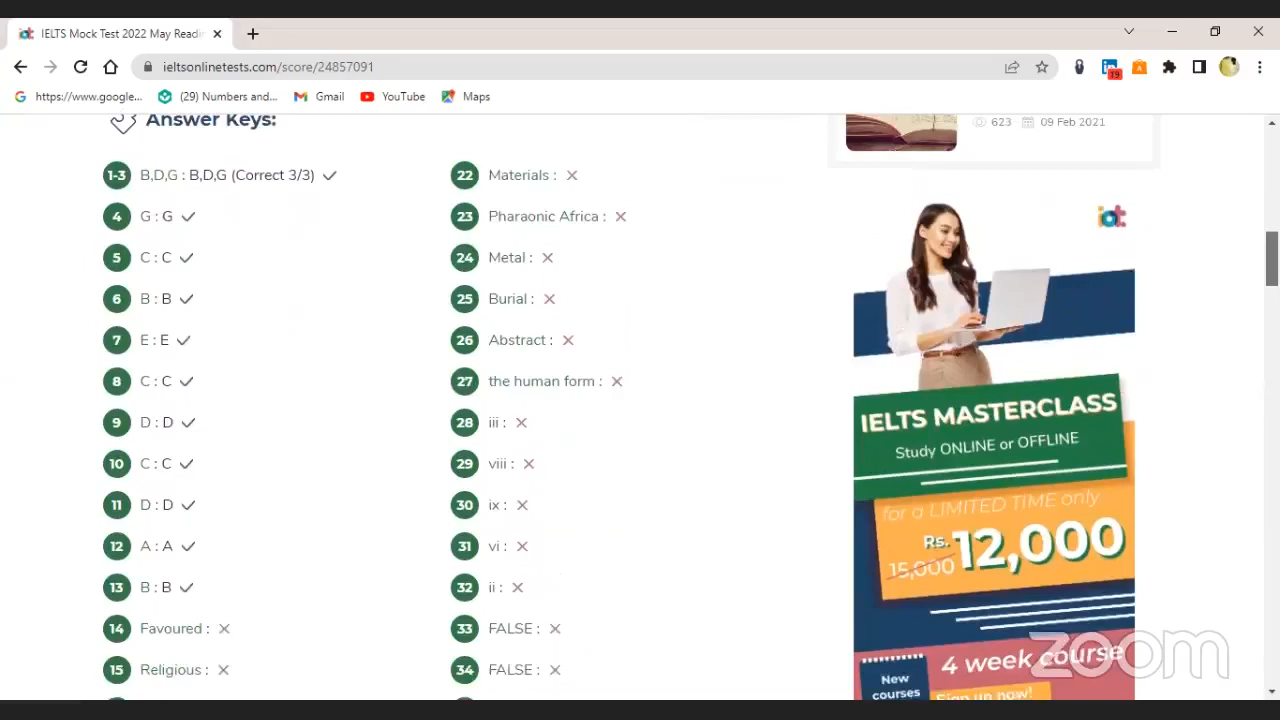 IELTS Mock Test 2022 May Readin
ieltsonlinetests.com/score/24857091
19
https://www.google...
(29) Numbers and...
Gmail
YouTube
Maps
Answer Keys:
623 09 Feb 2021
1-3 B,D,G : B,D,G (Correct 3/3)
4 G : G
5 C : C
6 B : B
7 E : E
8 C : C
9 D : D
10 C : C
11 D : D
12 A : A
13 B : B
14 Favoured :
15 Religious :
22 Materials :
23 Pharaonic Africa :
24 Metal :
25 Burial :
26 Abstract :
27 the human form :
28 iii :
29 viii :
30 ix :
31 vi :
32 ii :
33 FALSE :
34 FALSE :
iot
IELTS MASTERCLASS
Study ONLINE or OFFLINE
for a LIMITED TIME only
Rs. 12,000
15,000
4 week course
New
courses
Sign up now!
zoom